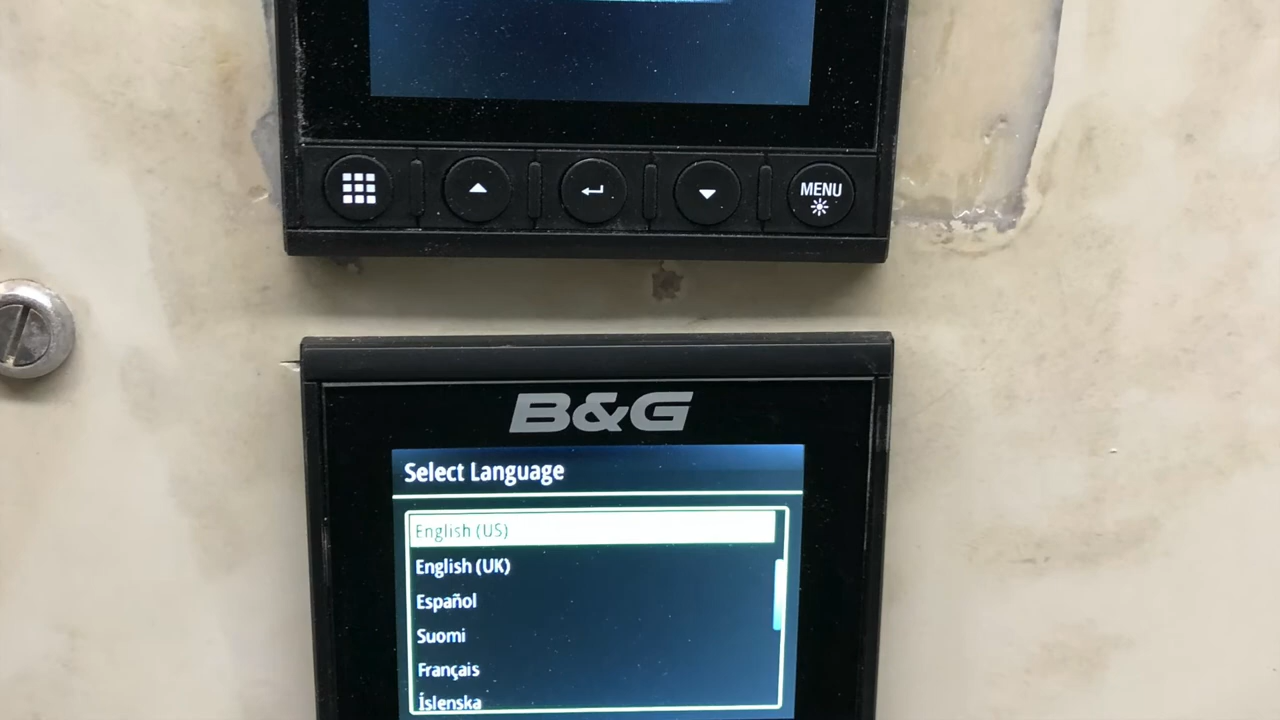 MENU
B&G
Select Language
English (US)
English (UK)
Español
Suomi
Français
Íslenska